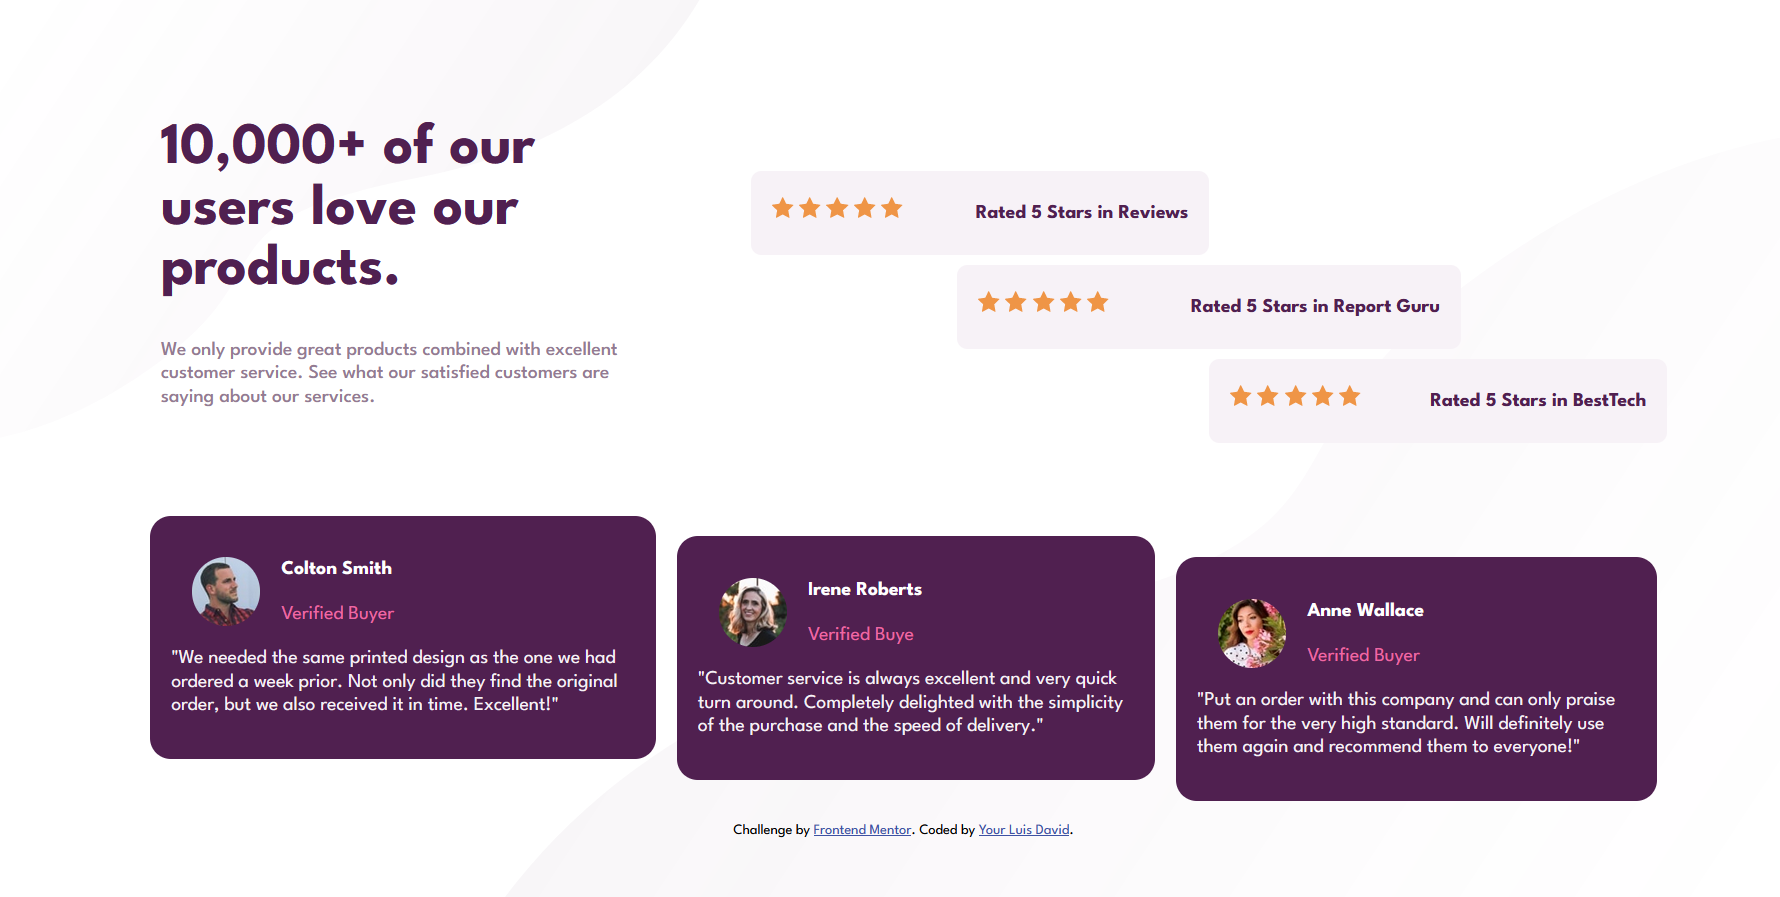 10,000+ of our
users love our
products.
We only provide great products combined with excellent
customer service. See what our satisfied customers are
saying about our services.
Rated 5 Stars in Reviews
Rated 5 Stars in Report Guru
Rated 5 Stars in BestTech
Colton Smith
Verified Buyer
"We needed the same printed design as the one we had
ordered a week prior. Not only did they find the original
order, but we also received it in time. Excellent!"
Irene Roberts
Verified Buye
"Customer service is always excellent and very quick
turn around. Completely delighted with the simplicity
of the purchase and the speed of delivery."
Anne Wallace
Verified Buyer
"Put an order with this company and can only praise
them for the very high standard. Will definitely use
them again and recommend them to everyone!"
Challenge by Frontend Mentor. Coded by Your Luis David.